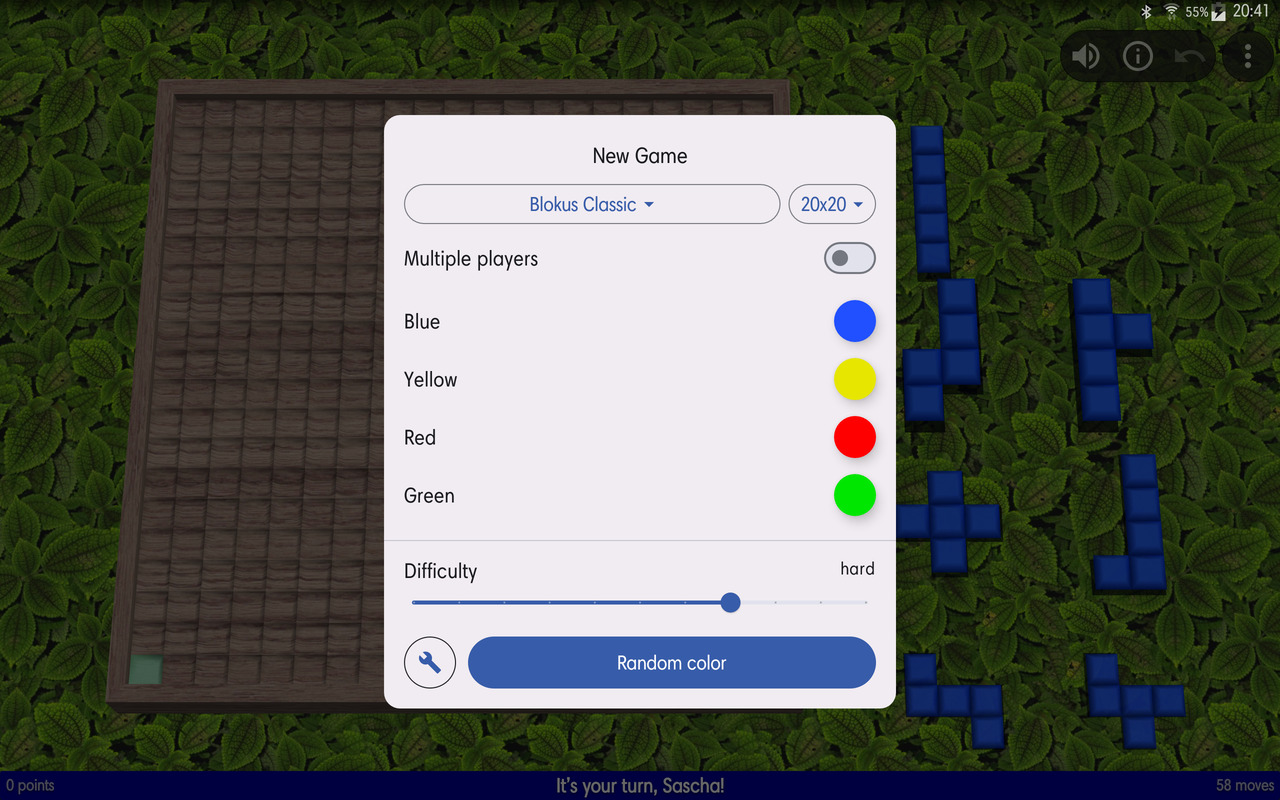 55% 20:41
New Game
Blokus Classic 20x20
Multiple players
Blue
Yellow
Red
Green
Difficulty hard
Random color
0 points It's your turn, Sascha! 58 moves